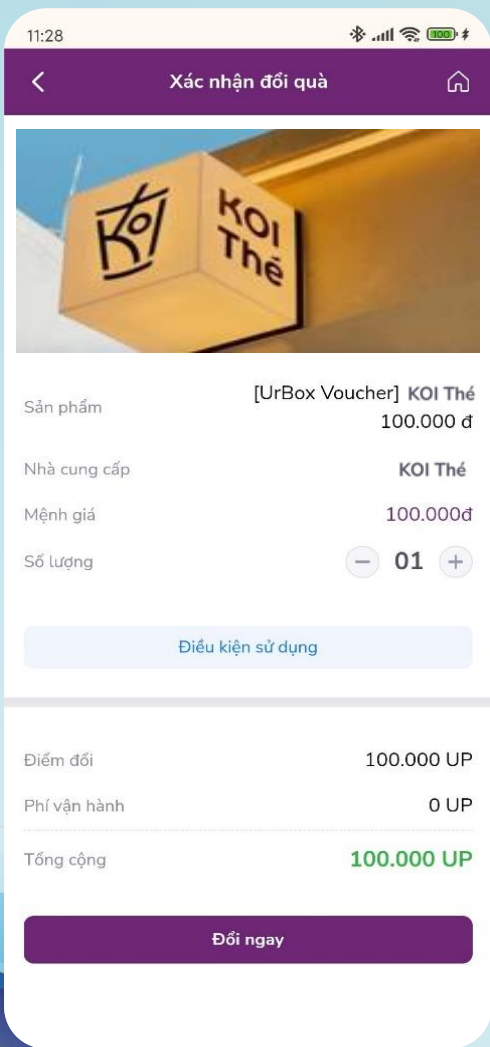 11:28
100
Xác nhận đổi quà
KOI
KOI
Thé
Sản phẩm
[UrBox Voucher] KOI Thé
100.000 đ
Nhà cung cấp
KOI Thé
Mệnh giá
100.000đ
Số lượng
01
Điều kiện sử dụng
Điểm đổi
100.000 UP
Phí vận hành
0 UP
Tổng cộng
100.000 UP
Đổi ngay